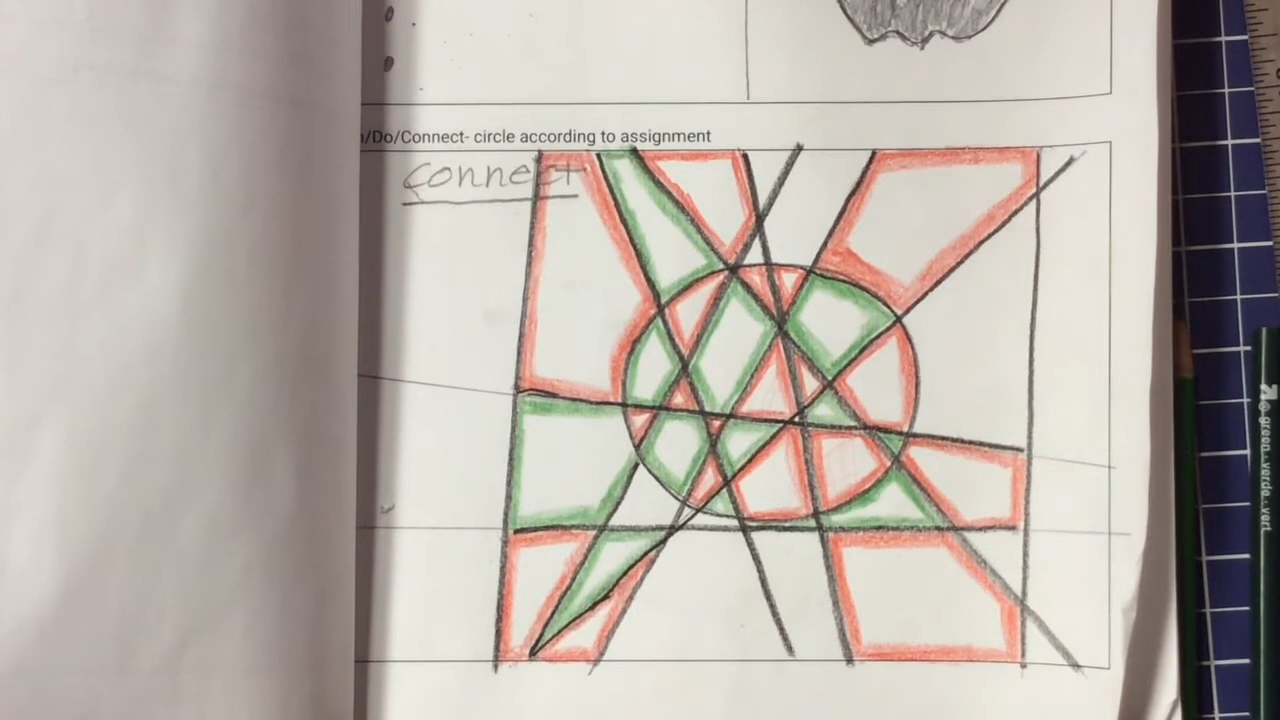 /Do/Connect- circle according to assignment
Connect
green·verde·vert